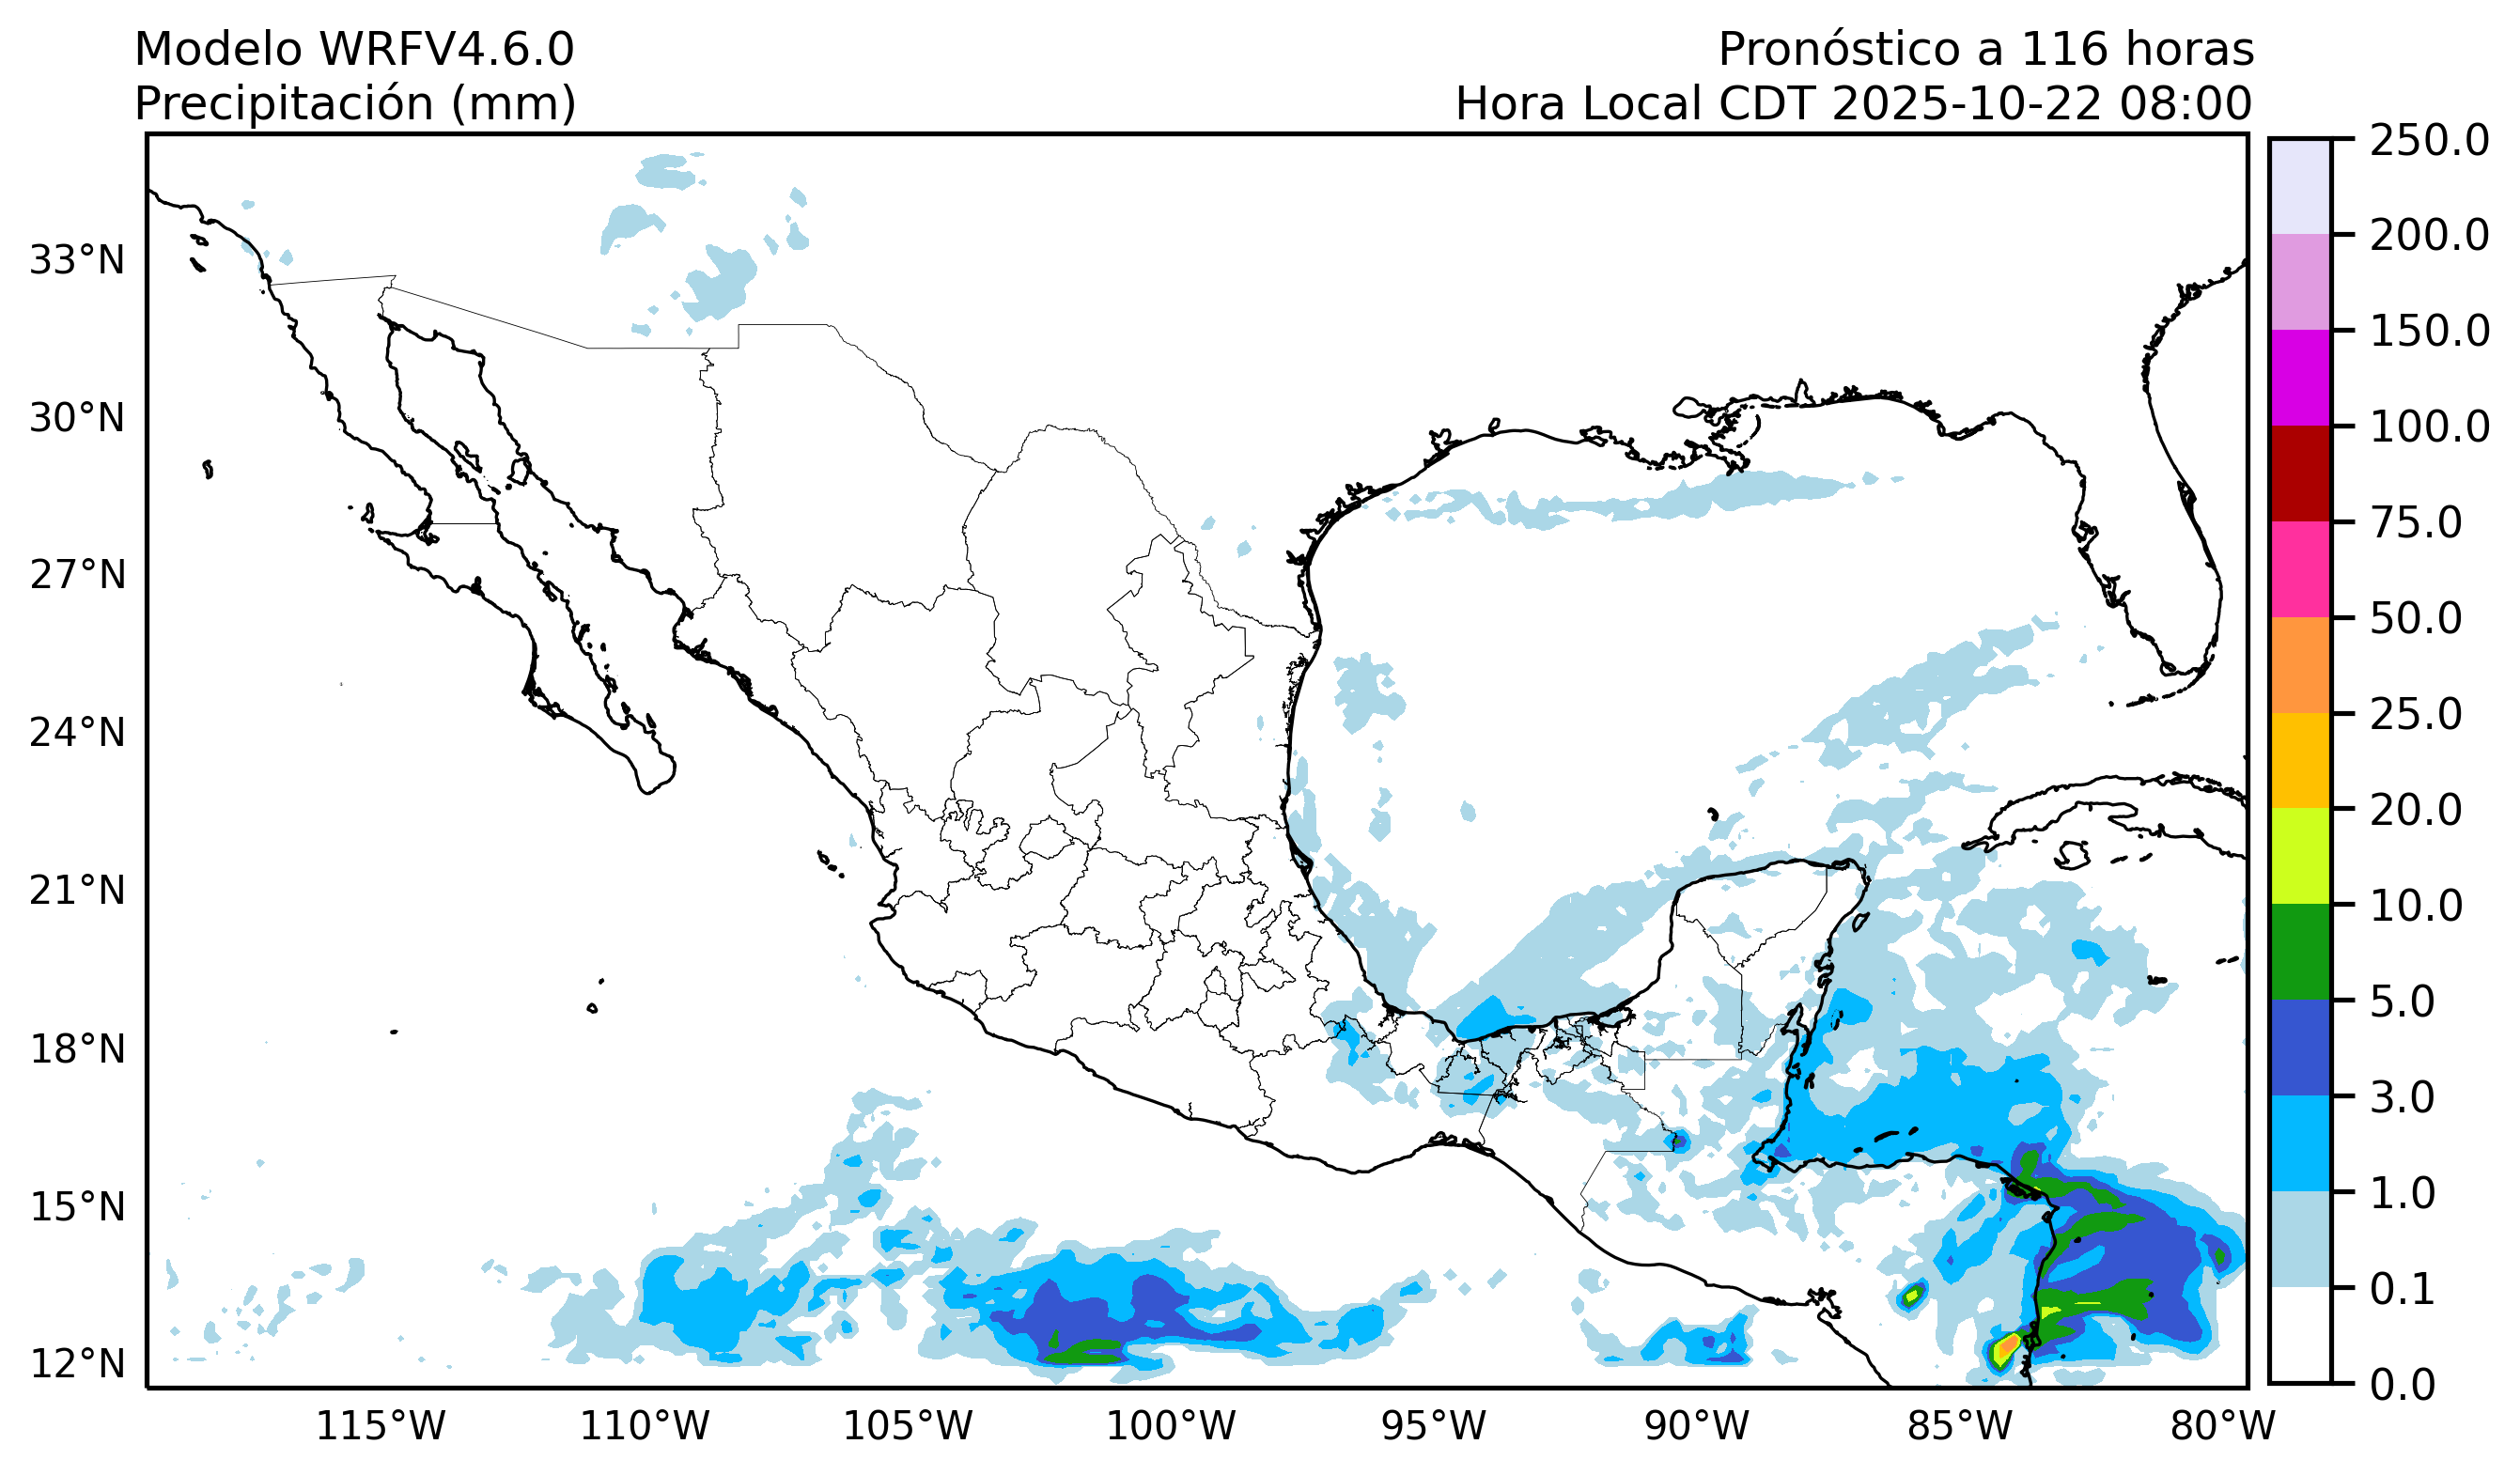 Modelo WRFV4.6.0
Precipitación (mm)
Pronóstico a 116 horas
Hora Local CDT 2025-10-22 08:00
33°N
30°N
27°N
24°N
21°N
18°N
15°N
12°N
115°W
110°W
105°W
100°W
95°W
90°W
85°W
80°W
250.0
200.0
150.0
100.0
75.0
50.0
25.0
20.0
10.0
5.0
3.0
1.0
0.1
0.0